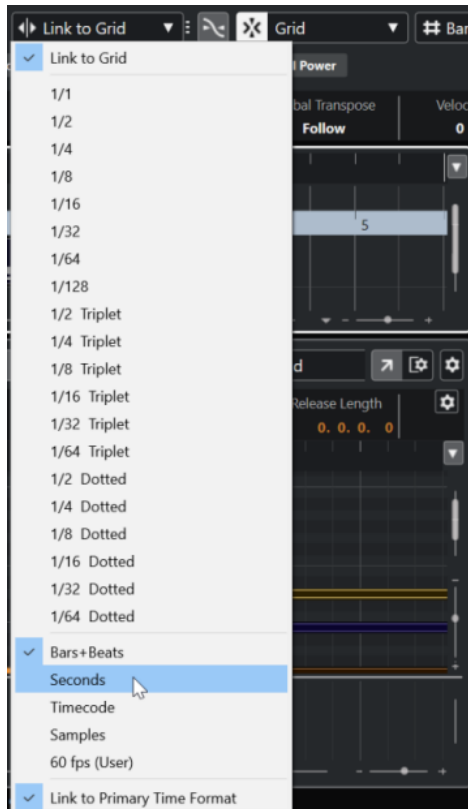 Link to Grid
Grid
Bar
Link to Grid
Power
1/1
bal Transpose
Veloc
1/2
Follow
0
1/4
1/8
1/16
5
1/32
1/64
1/128
1/2 Triplet
1/4 Triplet
d
1/8 Triplet
1/16 Triplet
Release Length
1/32 Triplet
0. 0. 0. 0
1/64 Triplet
1/2 Dotted
1/4 Dotted
1/8 Dotted
1/16 Dotted
1/32 Dotted
1/64 Dotted
Bars+Beats
Seconds
Timecode
Samples
60 fps (User)
Link to Primary Time Format